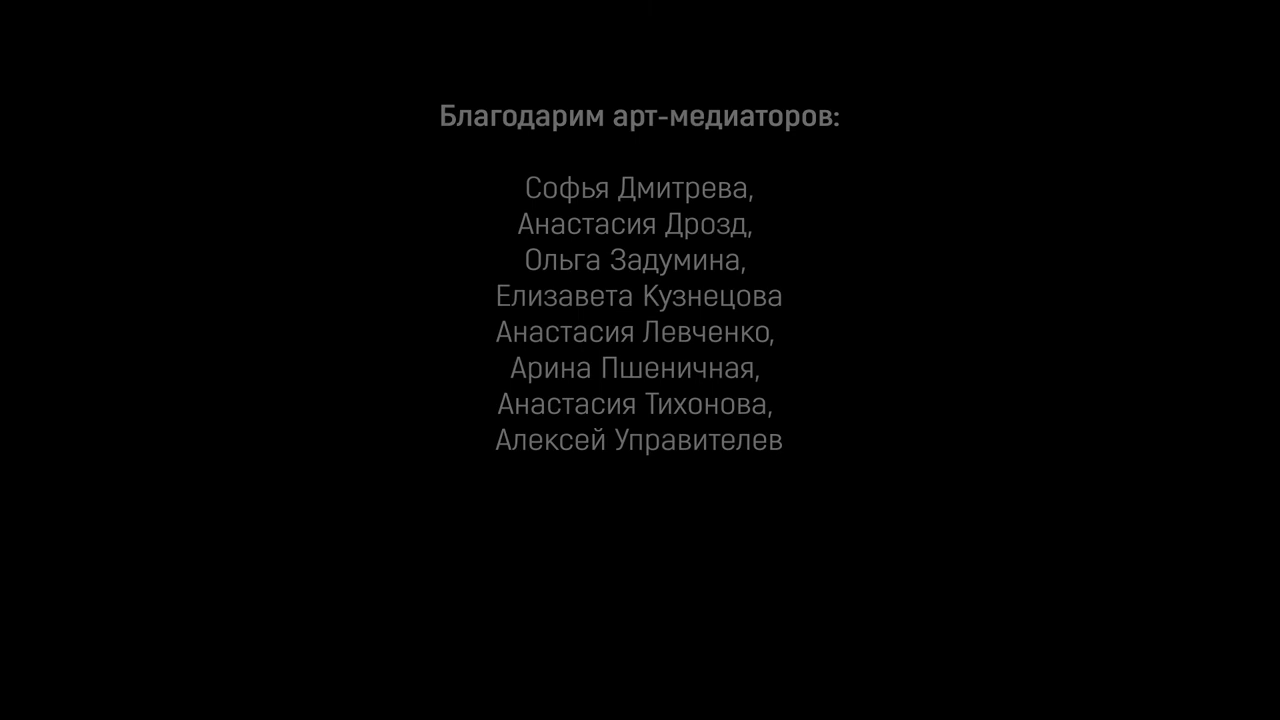 Благодарим арт-медиаторов:
Софья Дмитрева,
Анастасия Дрозд,
Ольга Задумина,
Елизавета Кузнецова
Анастасия Левченко,
Арина Пшеничная,
Анастасия Тихонова,
Алексей Управителев